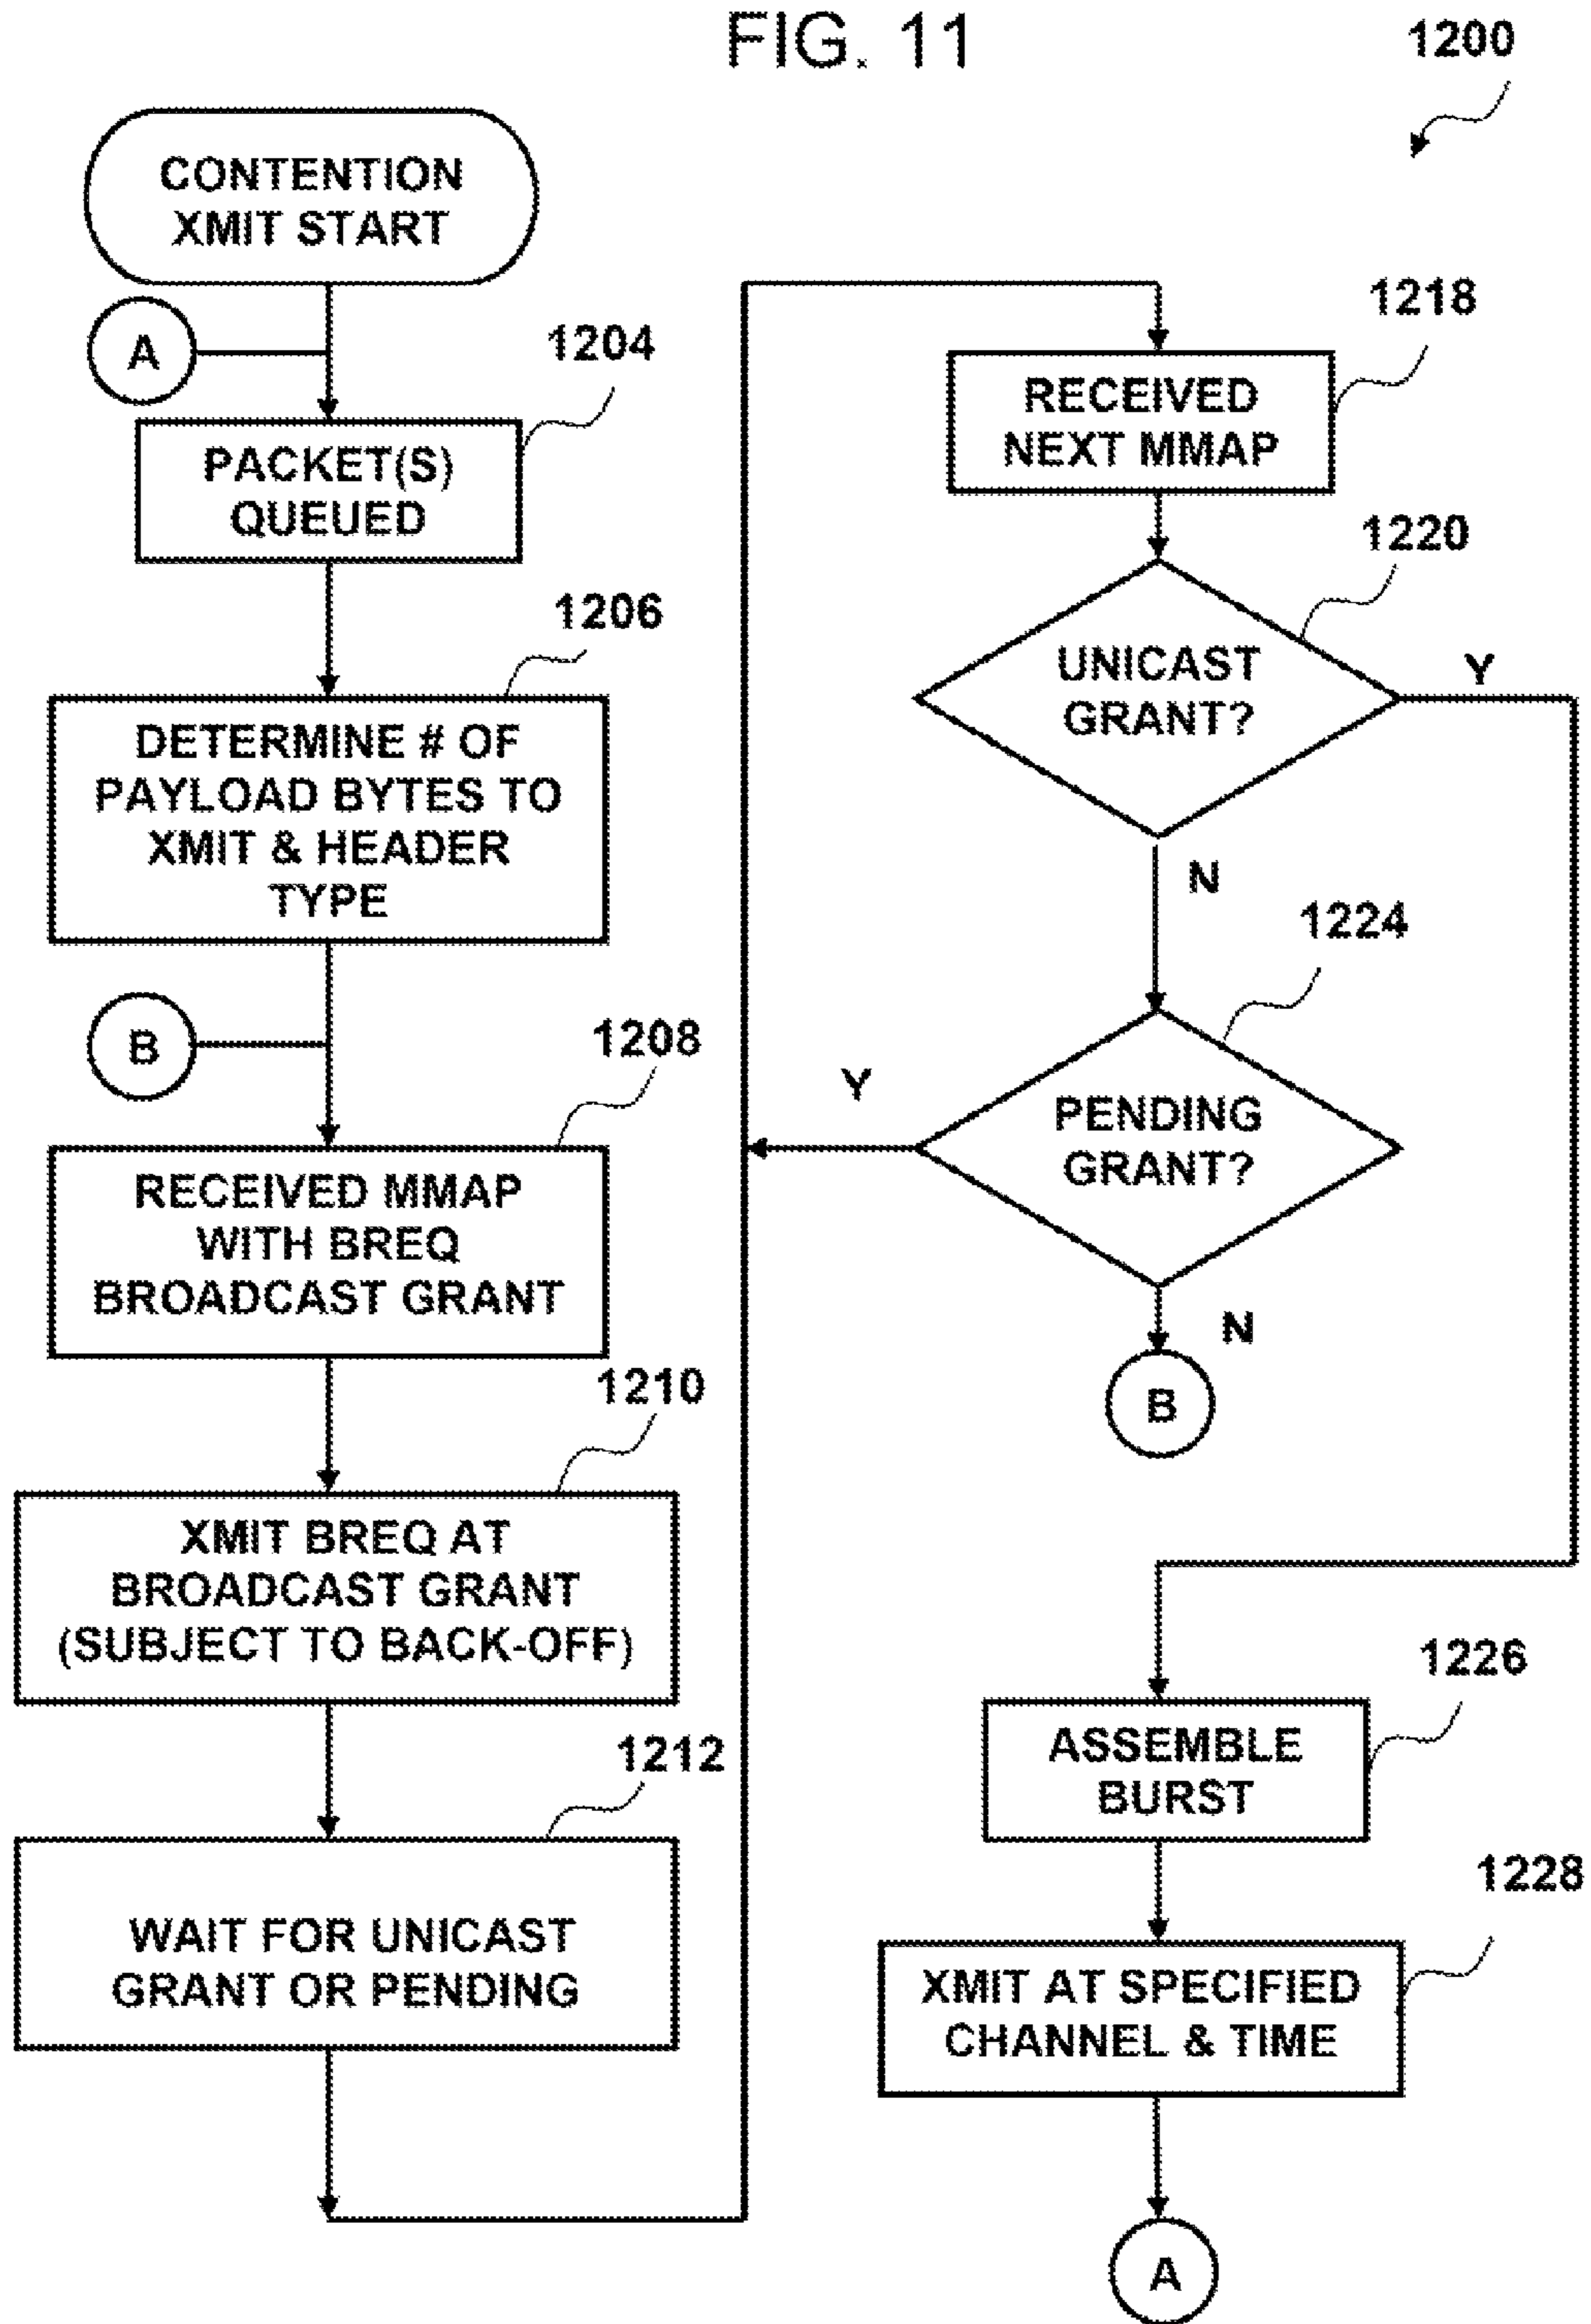 FIG. 11
1200
CONTENTION
XMIT START
A
1204
PACKET(S)
QUEUED
1206
DETERMINE # OF
PAYLOAD BYTES TO
XMIT & HEADER
TYPE
B
1208
RECEIVED MMAP
WITH BREQ
BROADCAST GRANT
1210
XMIT BREQ AT
BROADCAST GRANT
(SUBJECT TO BACK-OFF)
1212
WAIT FOR UNICAST
GRANT OR PENDING
1218
RECEIVED
NEXT MMAP
1220
UNICAST
GRANT?
Y
N
1224
PENDING
GRANT?
Y
N
B
1226
ASSEMBLE
BURST
1228
XMIT AT SPECIFIED
CHANNEL & TIME
A